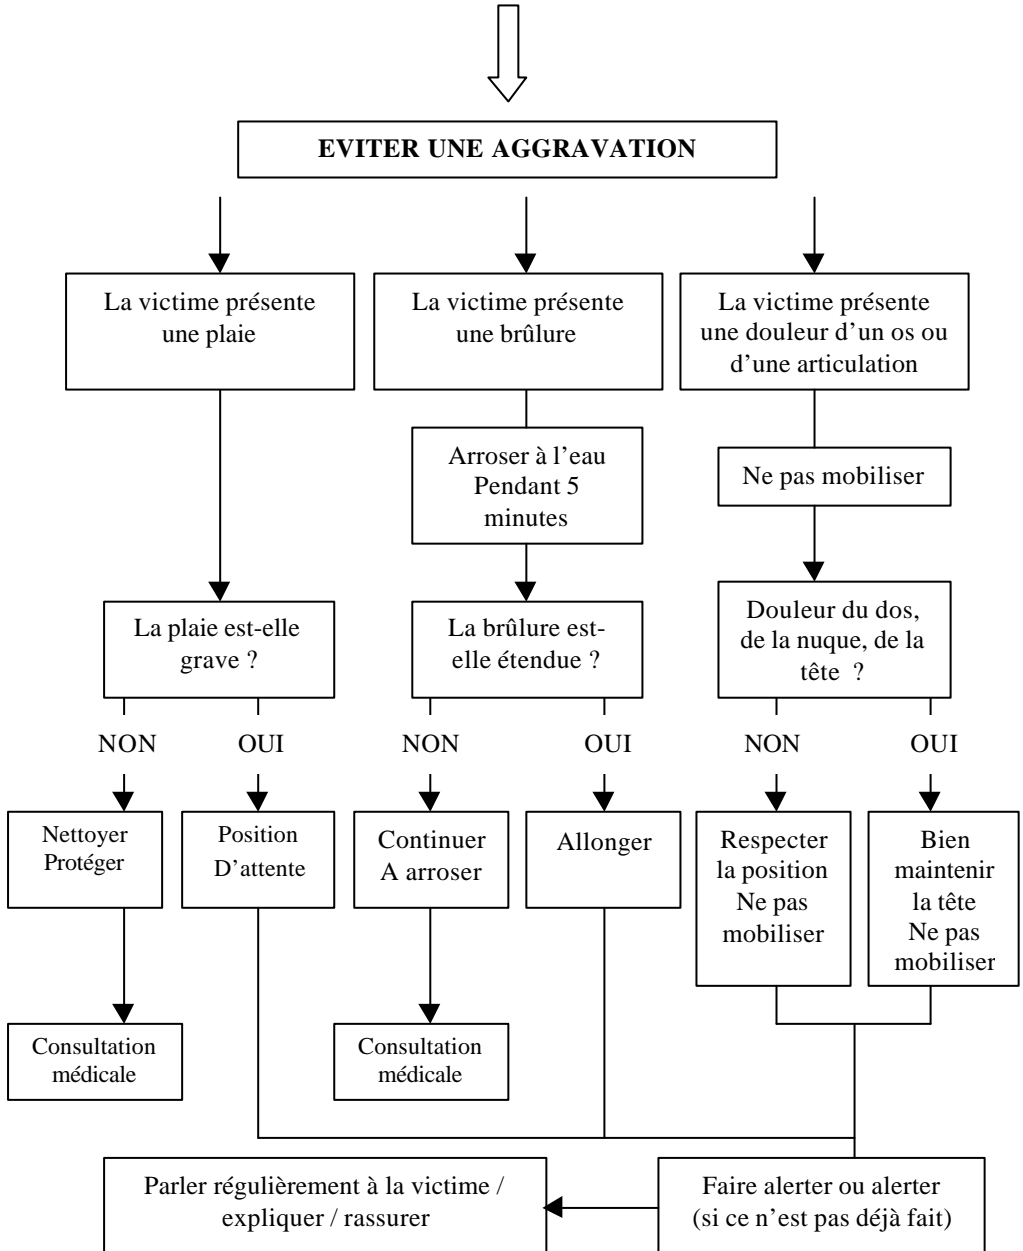 EVITER UNE AGGRAVATION
La victime présente
une plaie
La victime présente
une brûlure
La victime présente
une douleur d’un os ou
d’une articulation
Arroser à l’eau
Pendant 5
minutes
Ne pas mobiliser
La plaie est-elle
grave ?
La brûlure est-
elle étendue ?
Douleur du dos,
de la nuque, de la
tête ?
NON
OUI
NON
OUI
NON
OUI
Nettoyer
Protéger
Position
D’attente
Continuer
A arroser
Allonger
Respecter
la position
Ne pas
mobiliser
Bien
maintenir
la tête
Ne pas
mobiliser
Consultation
médicale
Consultation
médicale
Parler régulièrement à la victime /
expliquer / rassurer
Faire alerter ou alerter
(si ce n’est pas déjà fait)